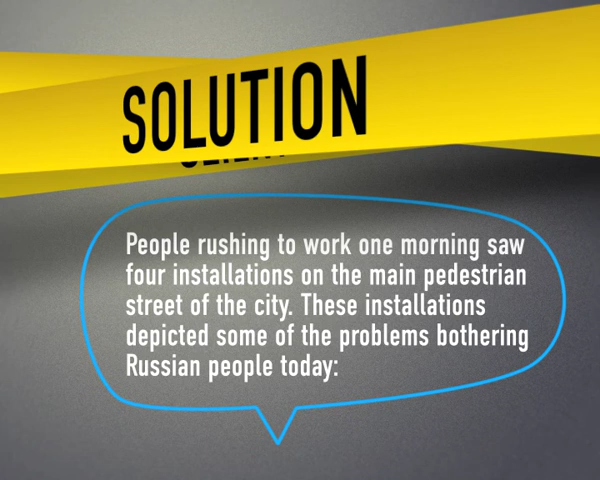 SOLUTION
People rushing to work one morning saw
four installations on the main pedestrian
street of the city. These installations
depicted some of the problems bothering
Russian people today: